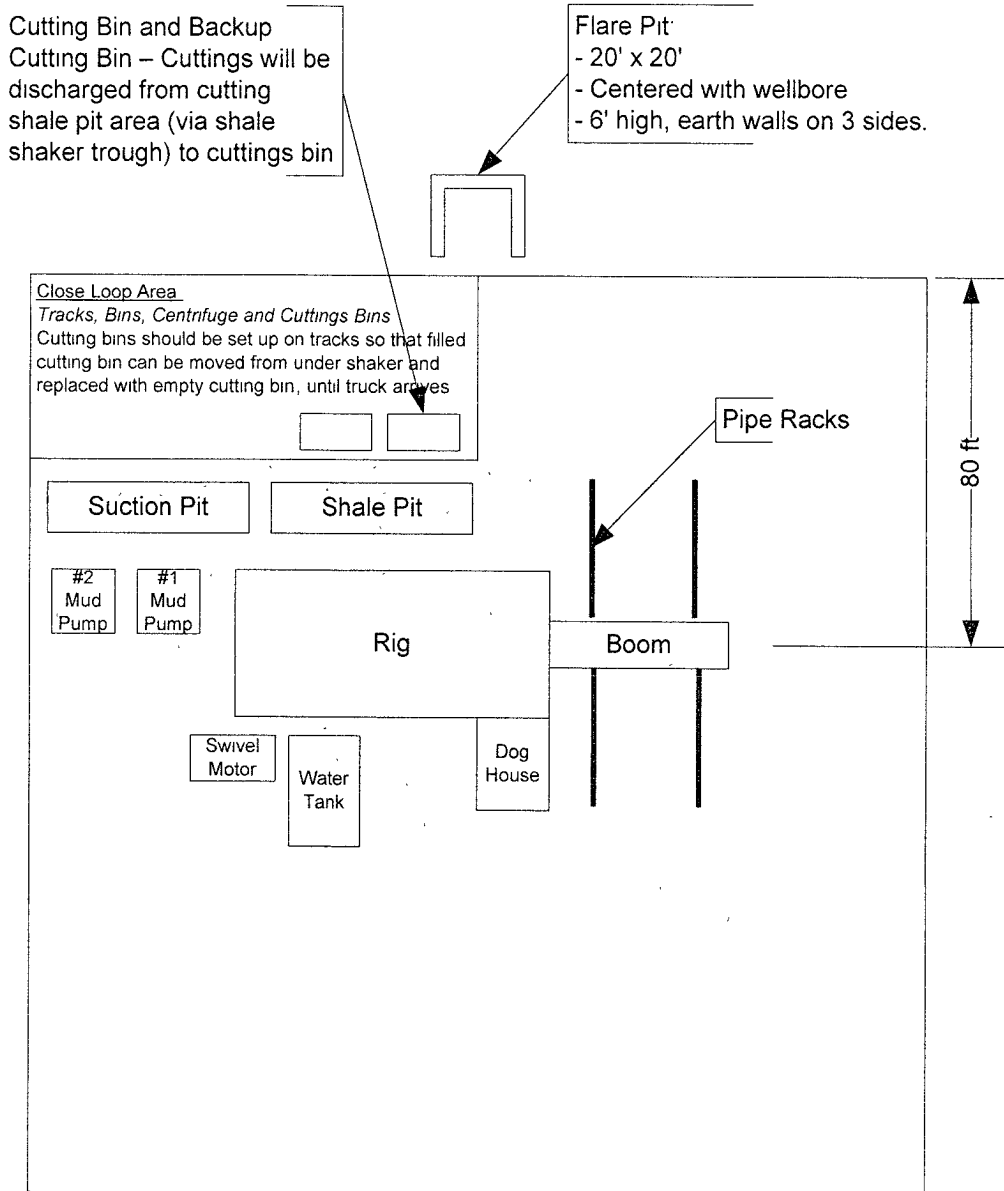 Cutting Bin and Backup
Cutting Bin – Cuttings will be
discharged from cutting
shale pit area (via shale
shaker trough) to cuttings bin
Flare Pit
- 20' x 20'
- Centered with wellbore
- 6' high, earth walls on 3 sides.
Close Loop Area
Tracks, Bins, Centrifuge and Cuttings Bins
Cutting bins should be set up on tracks so that filled
cutting bin can be moved from under shaker and
replaced with empty cutting bin, until truck arrives
Pipe Racks
80 ft
Suction Pit
Shale Pit
#2
Mud
Pump
#1
Mud
Pump
Rig
Boom
Swivel
Motor
Water
Tank
Dog
House